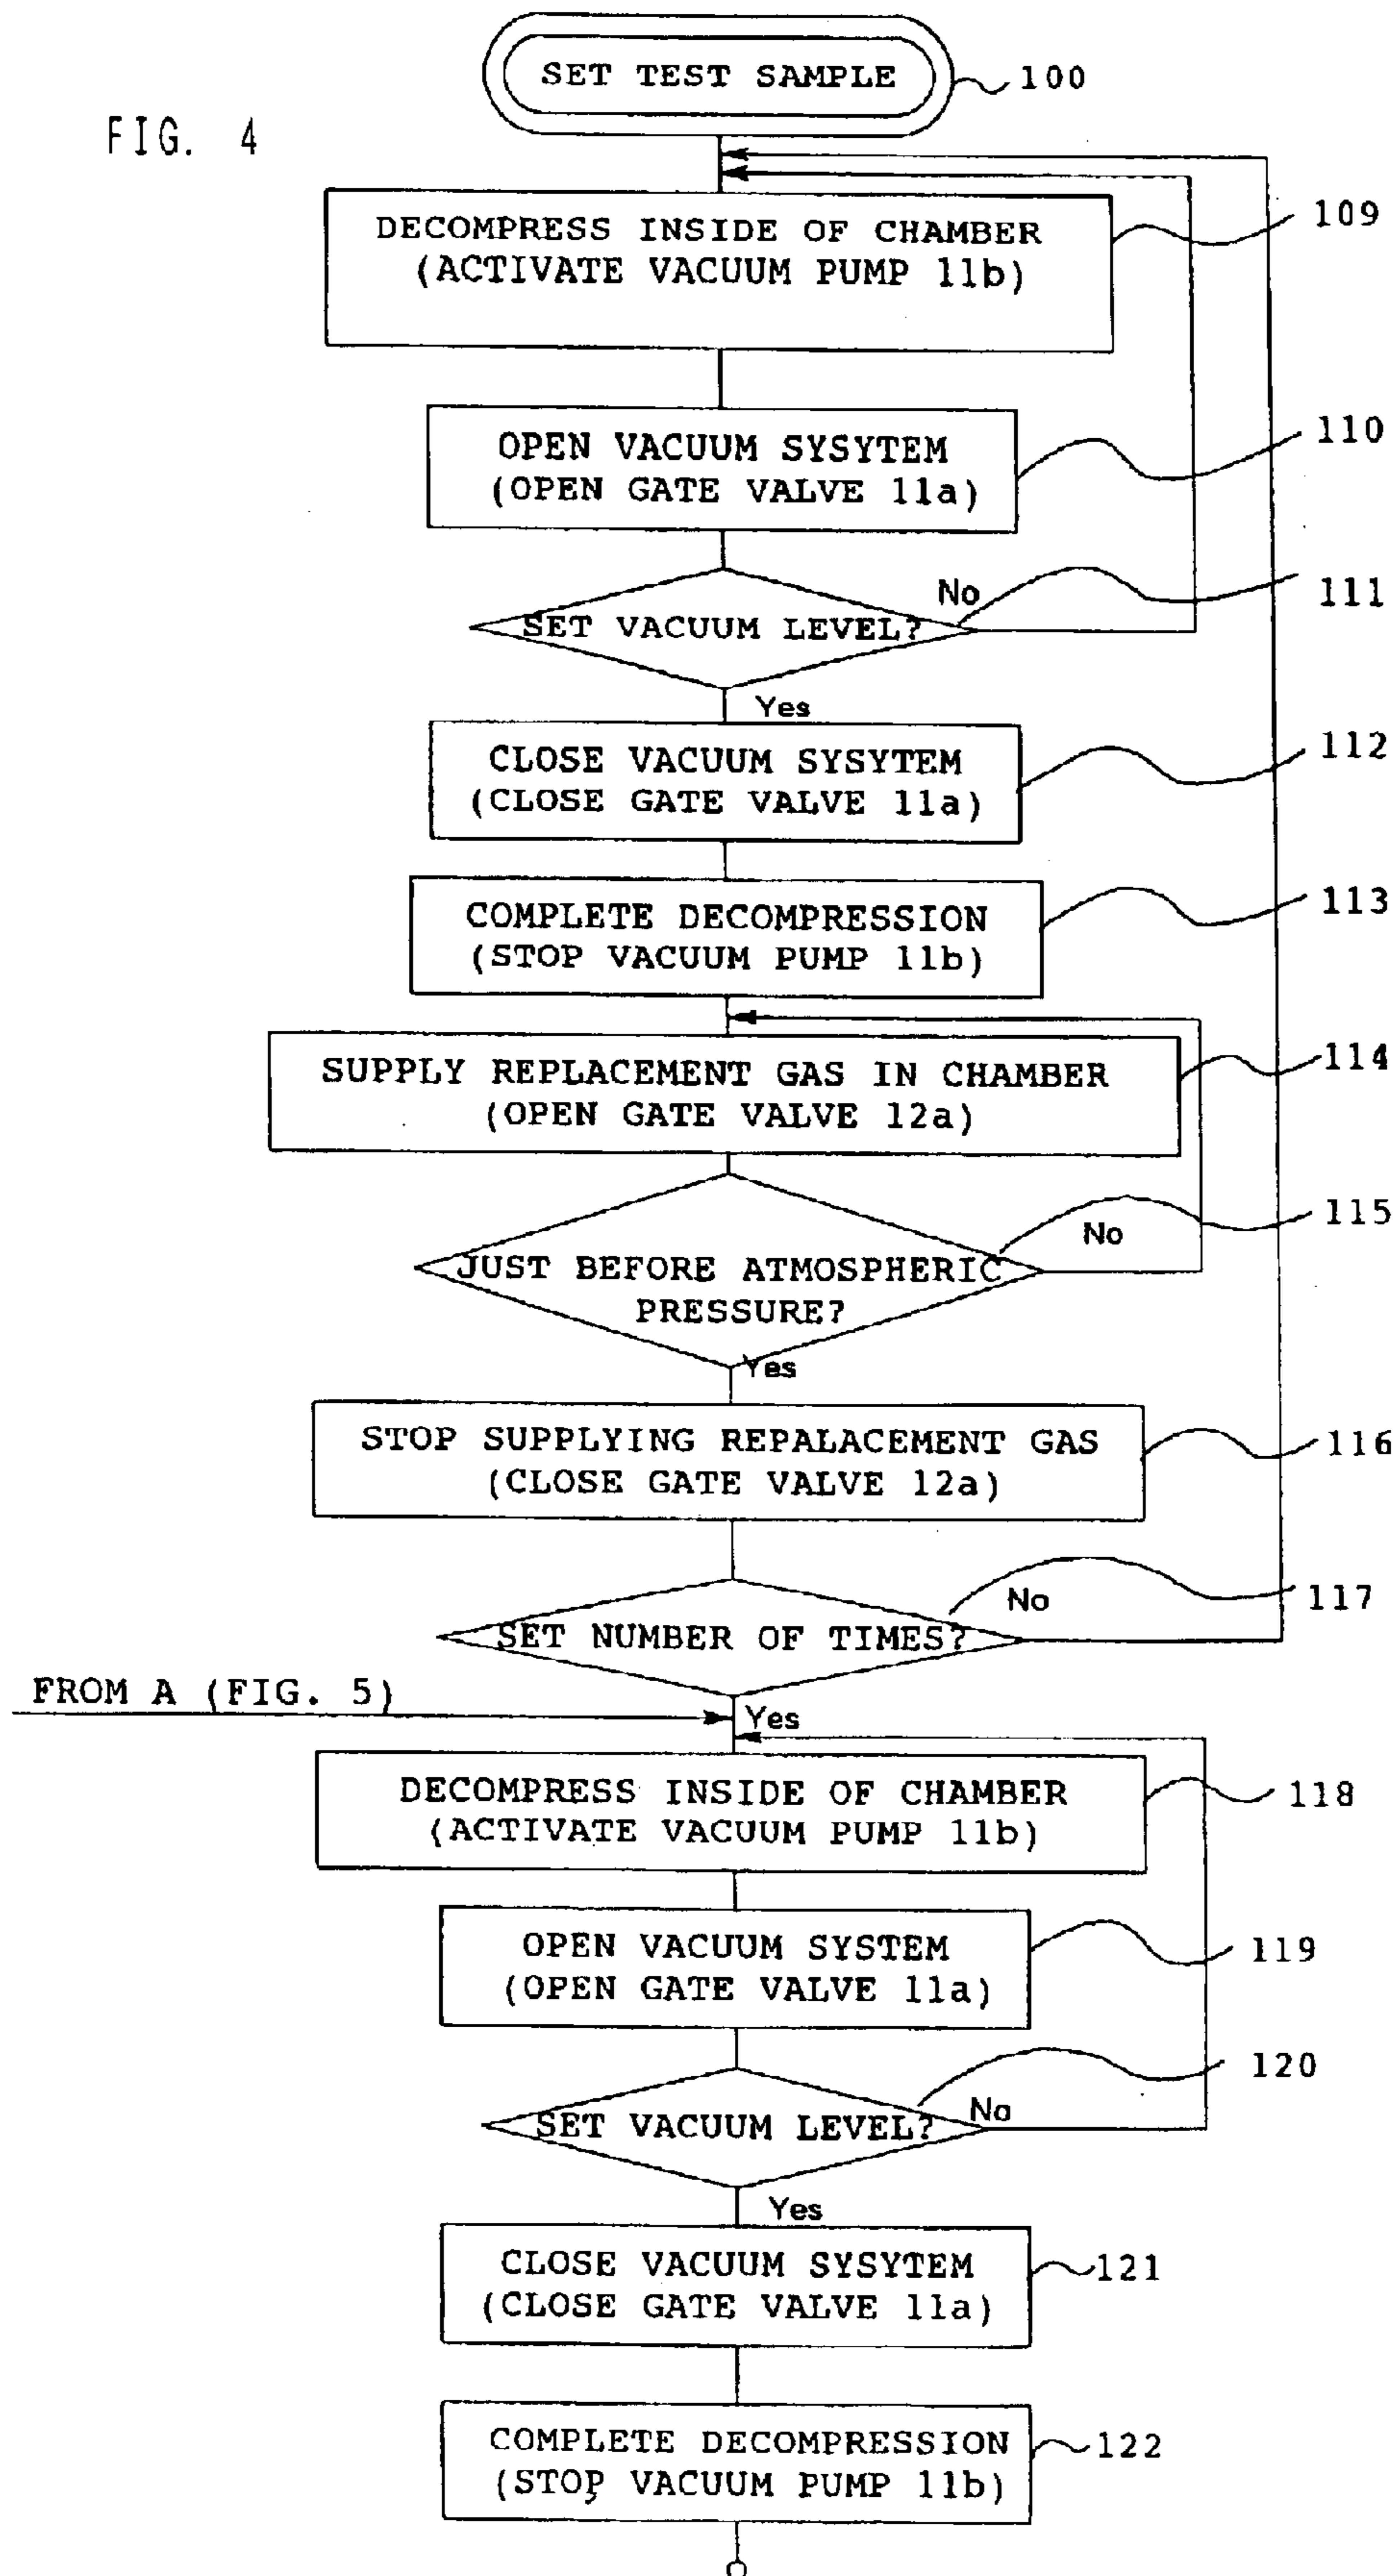 SET TEST SAMPLE
100
FIG. 4
DECOMPRESS INSIDE OF CHAMBER
(ACTIVATE VACUUM PUMP 11b)
109
OPEN VACUUM SYSYTEM
(OPEN GATE VALVE 11a)
110
No
111
SET VACUUM LEVEL?
Yes
CLOSE VACUUM SYSYTEM
(CLOSE GATE VALVE 11a)
112
COMPLETE DECOMPRESSION
(STOP VACUUM PUMP 11b)
113
SUPPLY REPLACEMENT GAS IN CHAMBER
(OPEN GATE VALVE 12a)
114
115
No
JUST BEFORE ATMOSPHERIC
PRESSURE?
Yes
STOP SUPPLYING REPALACEMENT GAS
(CLOSE GATE VALVE 12a)
116
No
117
SET NUMBER OF TIMES?
FROM A (FIG. 5)
Yes
DECOMPRESS INSIDE OF CHAMBER
(ACTIVATE VACUUM PUMP 11b)
118
OPEN VACUUM SYSTEM
(OPEN GATE VALVE 11a)
119
120
No
SET VACUUM LEVEL?
Yes
CLOSE VACUUM SYSYTEM
(CLOSE GATE VALVE 11a)
121
COMPLETE DECOMPRESSION
(STOP VACUUM PUMP 11b)
122